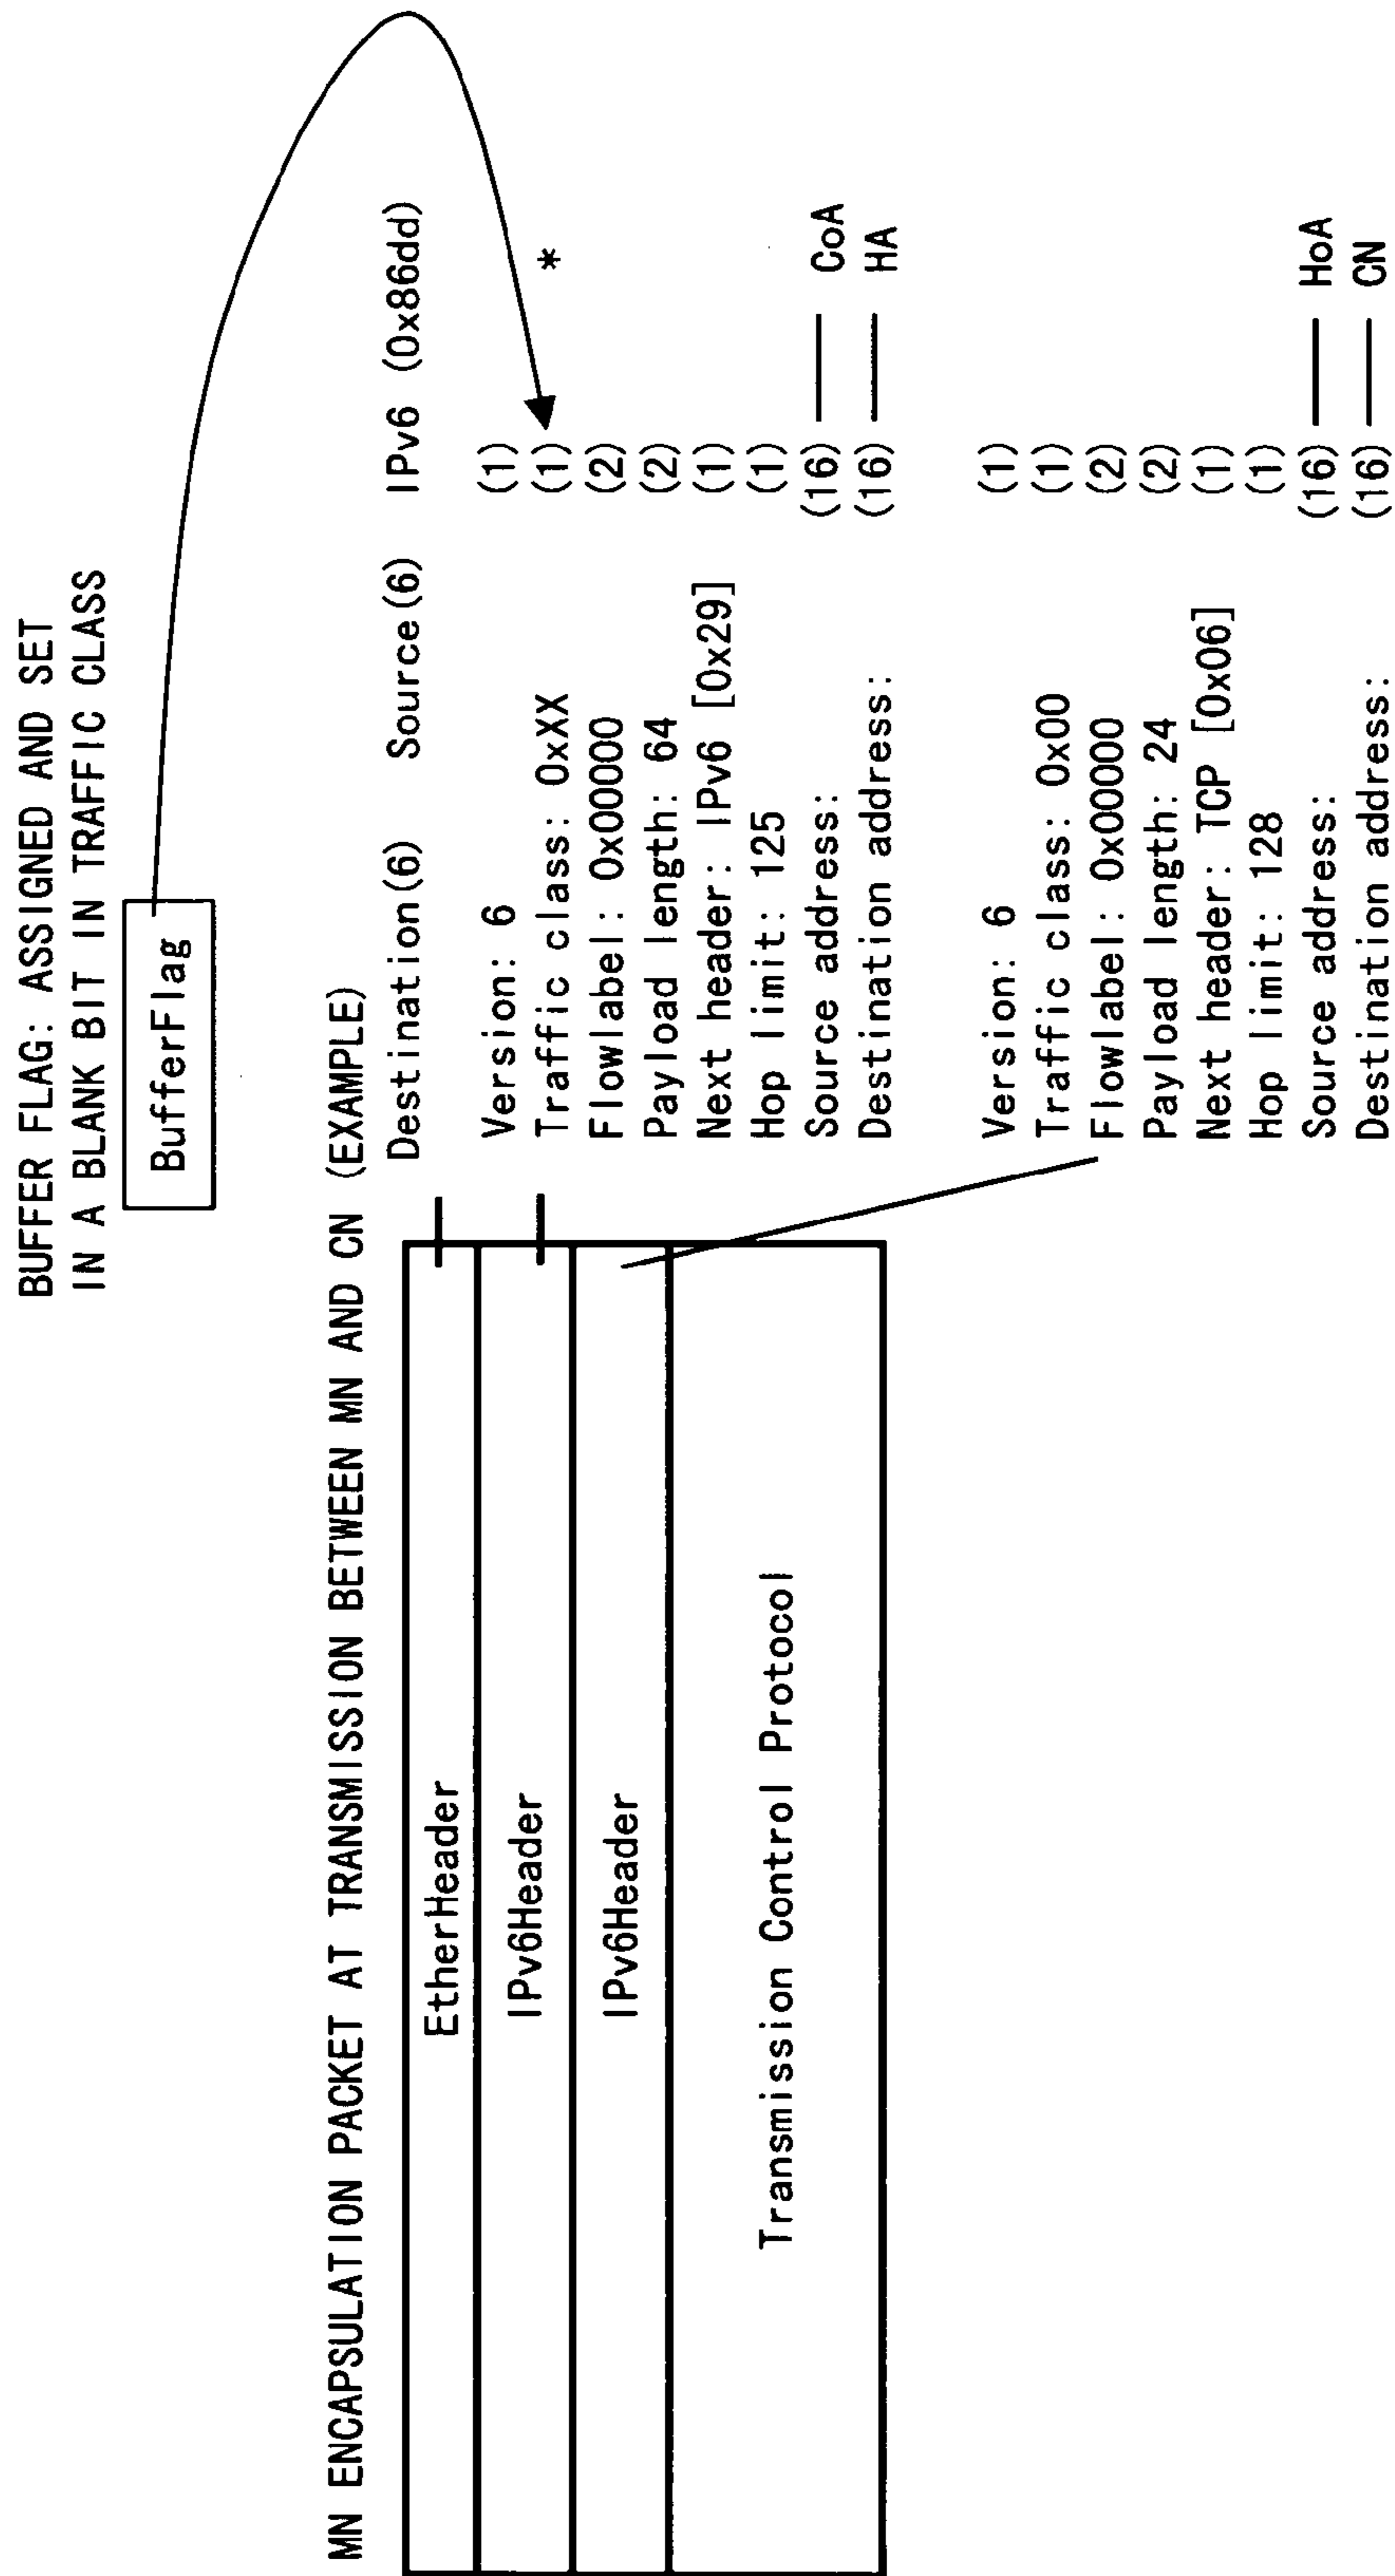 BUFFER FLAG: ASSIGNED AND SET
IN A BLANK BIT IN TRAFFIC CLASS
BufferFlag
MN ENCAPSULATION PACKET AT TRANSMISSION BETWEEN MN AND CN (EXAMPLE)
EtherHeader
IPv6Header
IPv6Header
Transmission Control Protocol
Destination(6) Source(6) IPv6 (0x86dd)
Version: 6 (1)
Traffic class: 0xXX (1) *
Flowlabel: 0x00000 (2)
Payload length: 64 (2)
Next header: IPv6 [0x29] (1)
Hop limit: 125 (1)
Source address: (16) CoA
Destination address: (16) HA
Version: 6 (1)
Traffic class: 0x00 (1)
Flowlabel: 0x00000 (2)
Payload length: 24 (2)
Next header: TCP [0x06] (1)
Hop limit: 128 (1)
Source address: (16) HoA
Destination address: (16) CN